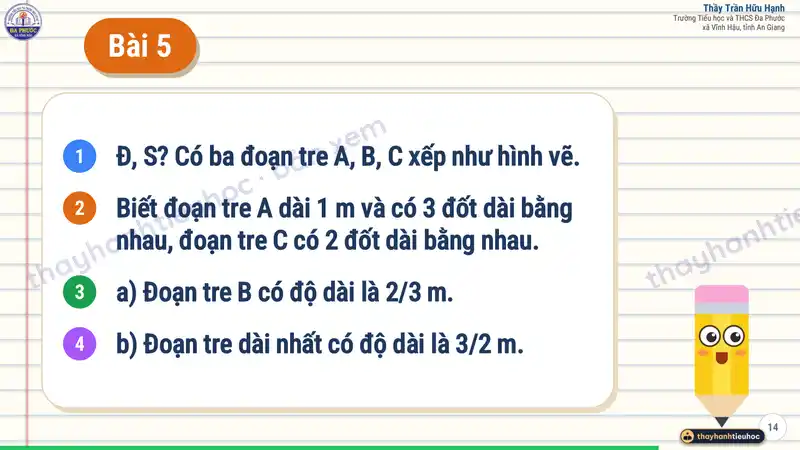 Thầy Trần Hữu Hạnh
Trường Tiểu học và THCS Đa Phước
xã Vĩnh Hậu, tỉnh An Giang
ĐA PHƯỚC
Bài 5
1 Đ, S? Có ba đoạn tre A, B, C xếp như hình vẽ.
2 Biết đoạn tre A dài 1 m và có 3 đốt dài bằng
nhau, đoạn tre C có 2 đốt dài bằng nhau.
3 a) Đoạn tre B có độ dài là 2/3 m.
4 b) Đoạn tre dài nhất có độ dài là 3/2 m.
thayhanhtieuhoc
14